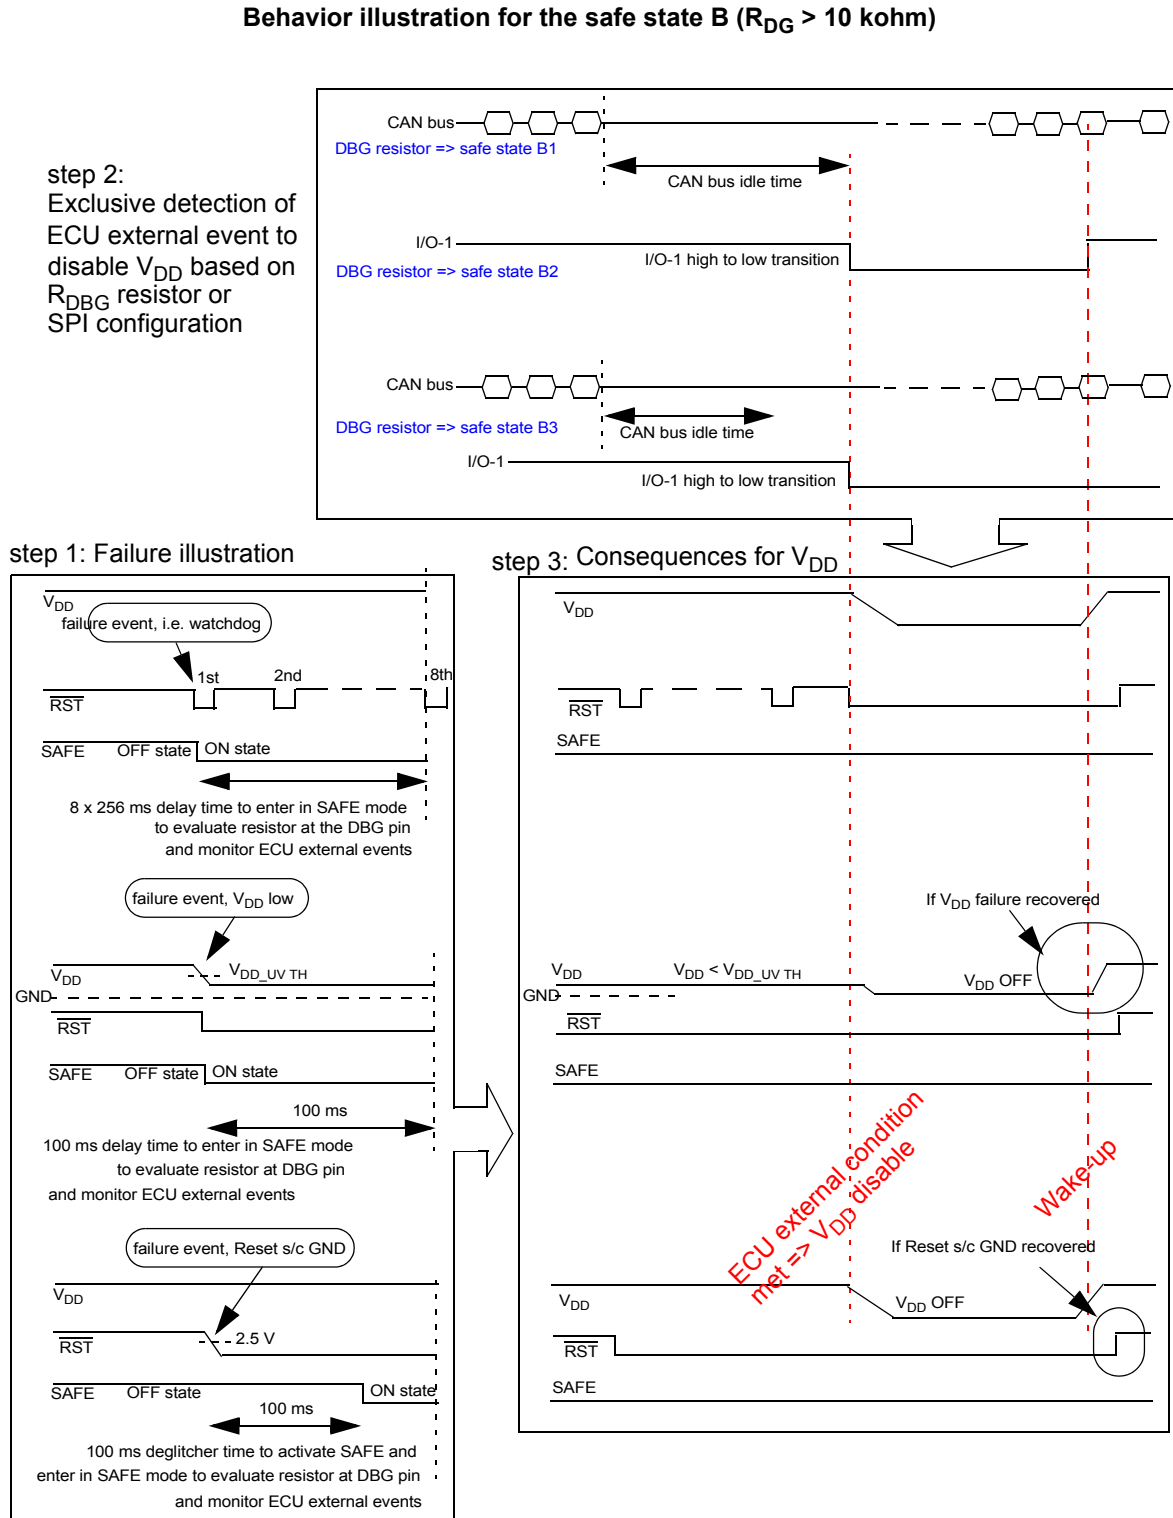 Behavior illustration for the safe state B (RDG > 10 kohm)
step 2:
Exclusive detection of
ECU external event to
disable VDD based on
RDBG resistor or
SPI configuration
CAN bus
DBG resistor => safe state B1
CAN bus idle time
I/O-1
I/O-1 high to low transition
DBG resistor => safe state B2
CAN bus
DBG resistor => safe state B3
CAN bus idle time
I/O-1
I/O-1 high to low transition
step 1: Failure illustration
VDD
failure event, i.e. watchdog
1st
2nd
8th
RST
SAFE
OFF state
ON state
8 x 256 ms delay time to enter in SAFE mode
to evaluate resistor at the DBG pin
and monitor ECU external events
failure event, VDD low
VDD
VDD_UV TH
GND
RST
SAFE
OFF state
ON state
100 ms
100 ms delay time to enter in SAFE mode
to evaluate resistor at DBG pin
and monitor ECU external events
failure event, Reset s/c GND
VDD
2.5 V
RST
SAFE
OFF state
ON state
100 ms
100 ms deglitcher time to activate SAFE and
enter in SAFE mode to evaluate resistor at DBG pin
and monitor ECU external events
step 3: Consequences for VDD
VDD
RST
SAFE
If VDD failure recovered
VDD
VDD < VDD_UV TH
VDD OFF
GND
RST
SAFE
ECU external condition
met => VDD disable
Wake-up
If Reset s/c GND recovered
VDD
VDD OFF
RST
SAFE